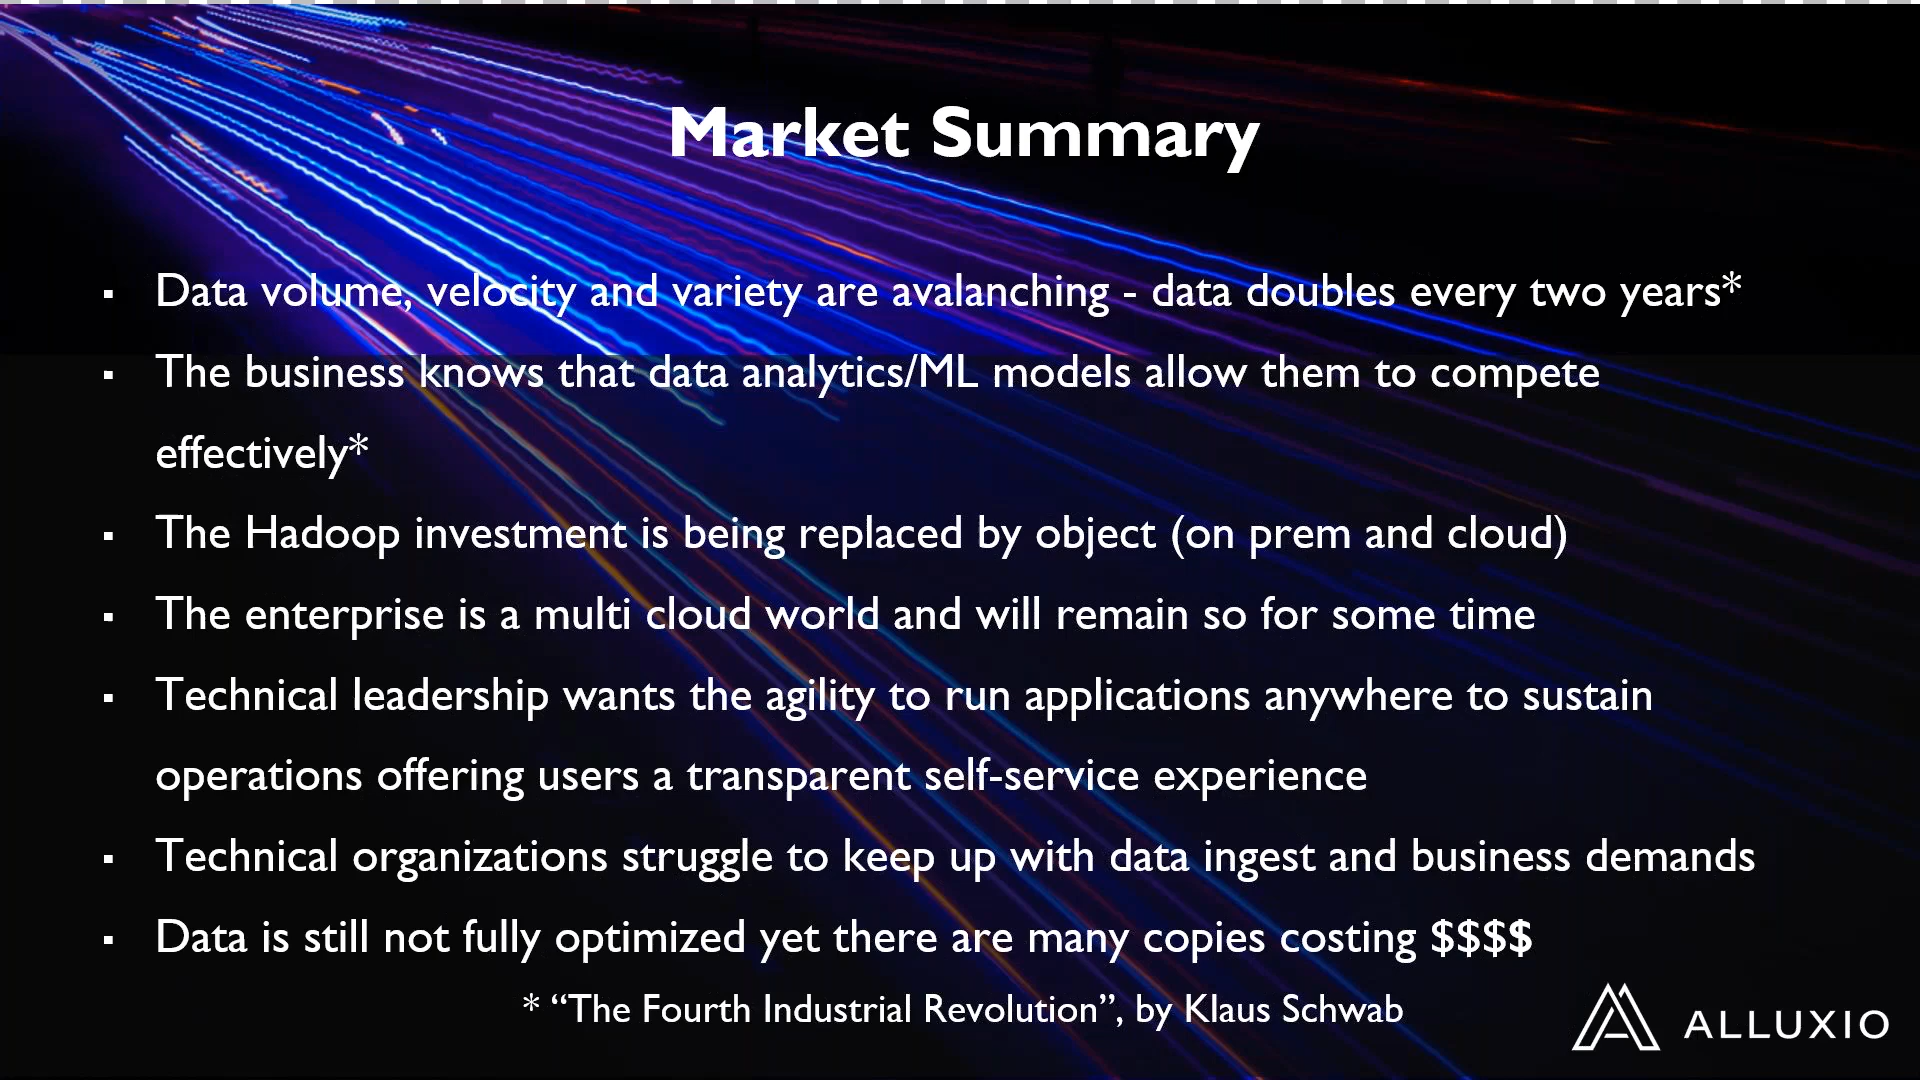 Market Summary
▪ Data volume, velocity and variety are avalanching - data doubles every two years*
▪ The business knows that data analytics/ML models allow them to compete
effectively*
▪ The Hadoop investment is being replaced by object (on prem and cloud)
▪ The enterprise is a multi cloud world and will remain so for some time
▪ Technical leadership wants the agility to run applications anywhere to sustain
operations offering users a transparent self-service experience
▪ Technical organizations struggle to keep up with data ingest and business demands
▪ Data is still not fully optimized yet there are many copies costing $$$$
* “The Fourth Industrial Revolution”, by Klaus Schwab
ALLUXIO